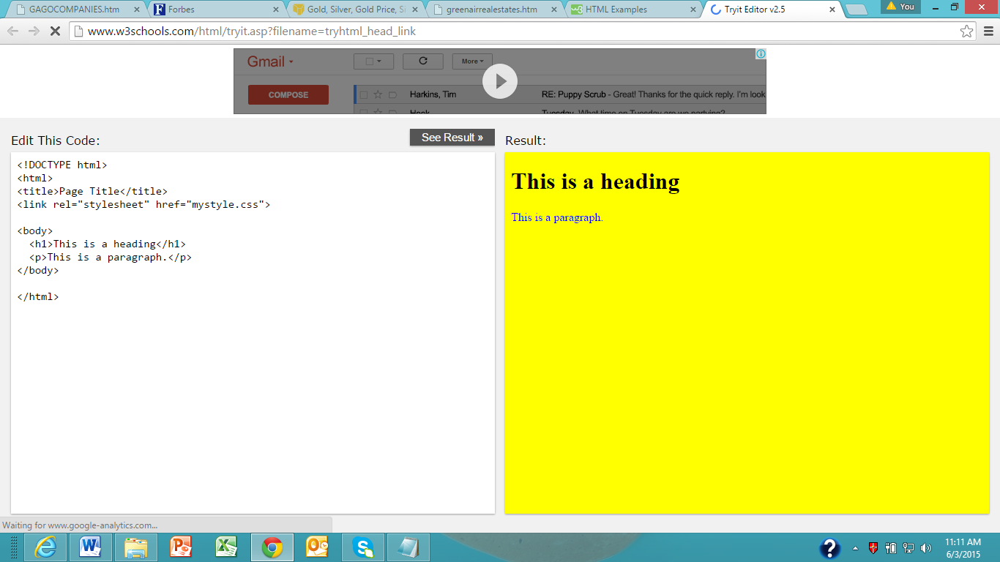 GAGOCOMPANIES.htm
Forbes
Gold, Silver, Gold Price, Si
greenairrealestates.htm
HTML Examples
Tryit Editor v2.5
You
www.w3schools.com/html/tryit.asp?filename=tryhtml_head_link
Gmail
More
COMPOSE
Harkins, Tim
RE: Puppy Scrub - Great! Thanks for the quick reply. I'm look
Tuesday. What time on Tuesday are we partying?
Edit This Code:
See Result »
Result:
<!DOCTYPE html>
<html>
<title>Page Title</title>
<link rel="stylesheet" href="mystyle.css">
<body>
<h1>This is a heading</h1>
<p>This is a paragraph.</p>
</body>
</html>
This is a heading
This is a paragraph.
Waiting for www.google-analytics.com...
11:11 AM
6/3/2015